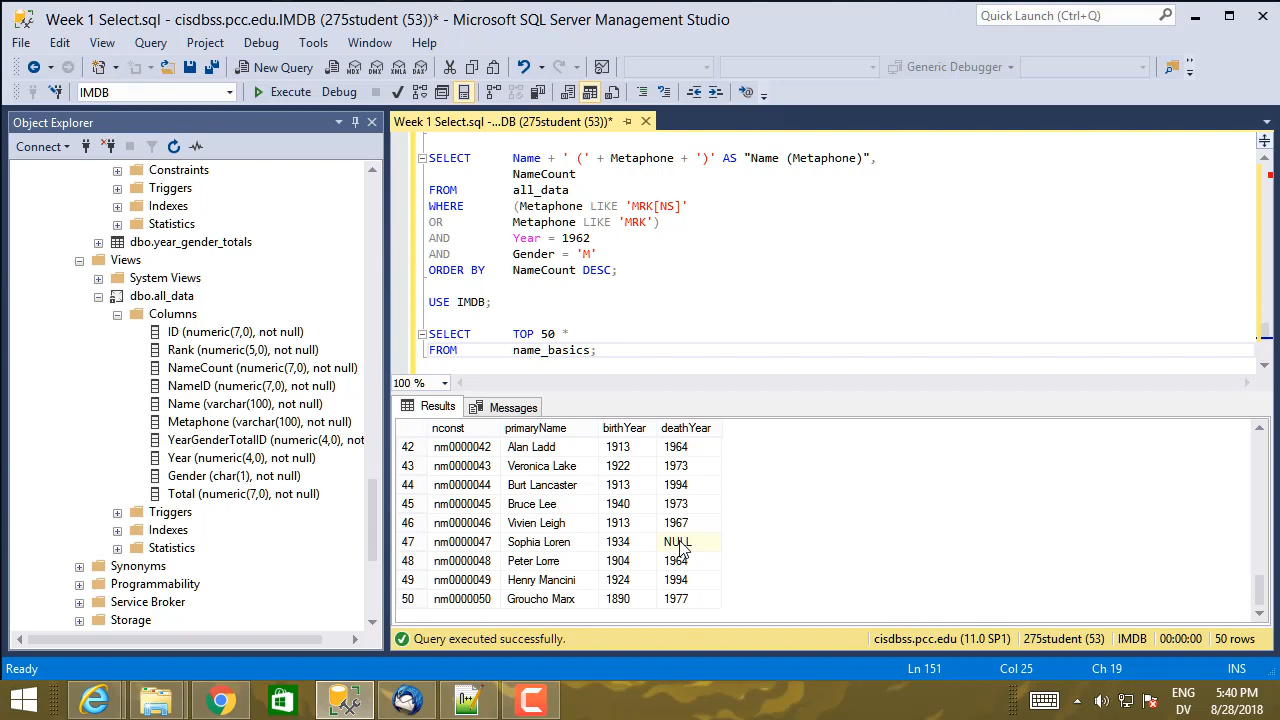 Week 1 Select.sql - cisdbss.pcc.edu.IMDB (275student (53))* - Microsoft SQL Server Management Studio
Quick Launch (Ctrl+Q)
File Edit View Query Project Debug Tools Window Help
New Query
Generic Debugger
IMDB
Execute Debug
Object Explorer
Week 1 Select.sql -...DB (275student (53))*
Connect
Constraints
Triggers
Indexes
Statistics
dbo.year_gender_totals
Views
System Views
dbo.all_data
Columns
ID (numeric(7,0), not null)
Rank (numeric(5,0), not null)
NameCount (numeric(7,0), not null)
NameID (numeric(7,0), not null)
Name (varchar(100), not null)
Metaphone (varchar(100), not null)
YearGenderTotalID (numeric(4,0), not
Year (numeric(4,0), not null)
Gender (char(1), not null)
Total (numeric(7,0), not null)
Triggers
Indexes
Statistics
Synonyms
Programmability
Service Broker
Storage
SELECT Name + ' (' + Metaphone + ')' AS "Name (Metaphone)",
NameCount
FROM all_data
WHERE (Metaphone LIKE 'MRK[NS]'
OR Metaphone LIKE 'MRK')
AND Year = 1962
AND Gender = 'M'
ORDER BY NameCount DESC;
USE IMDB;
SELECT TOP 50 *
FROM name_basics;
100 %
Results Messages
nconst primaryName birthYear deathYear
42 nm0000042 Alan Ladd 1913 1964
43 nm0000043 Veronica Lake 1922 1973
44 nm0000044 Burt Lancaster 1913 1994
45 nm0000045 Bruce Lee 1940 1973
46 nm0000046 Vivien Leigh 1913 1967
47 nm0000047 Sophia Loren 1934 NULL
48 nm0000048 Peter Lorre 1904 1964
49 nm0000049 Henry Mancini 1924 1994
50 nm0000050 Groucho Marx 1890 1977
Query executed successfully.
cisdbss.pcc.edu (11.0 SP1) 275student (53) IMDB 00:00:00 50 rows
Ready
Ln 151 Col 25 Ch 19 INS
ENG 5:40 PM
DV 8/28/2018